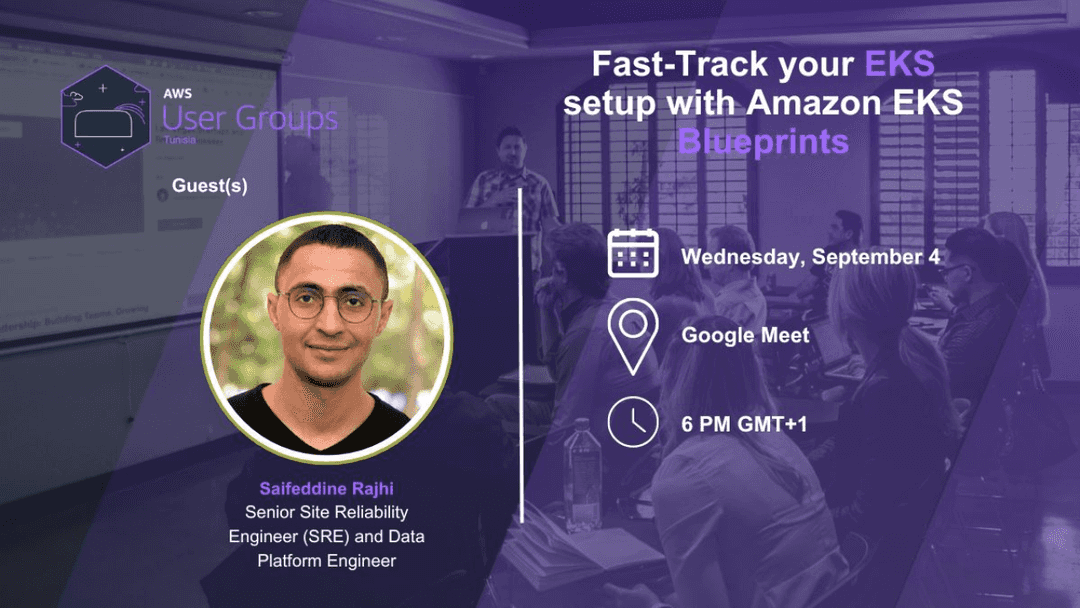 AWS
User Groups
Tunisia
Guest(s)
Saifeddine Rajhi
Senior Site Reliability
Engineer (SRE) and Data
Platform Engineer
Fast-Track your EKS
setup with Amazon EKS
Blueprints
Wednesday, September 4
Google Meet
6 PM GMT+1